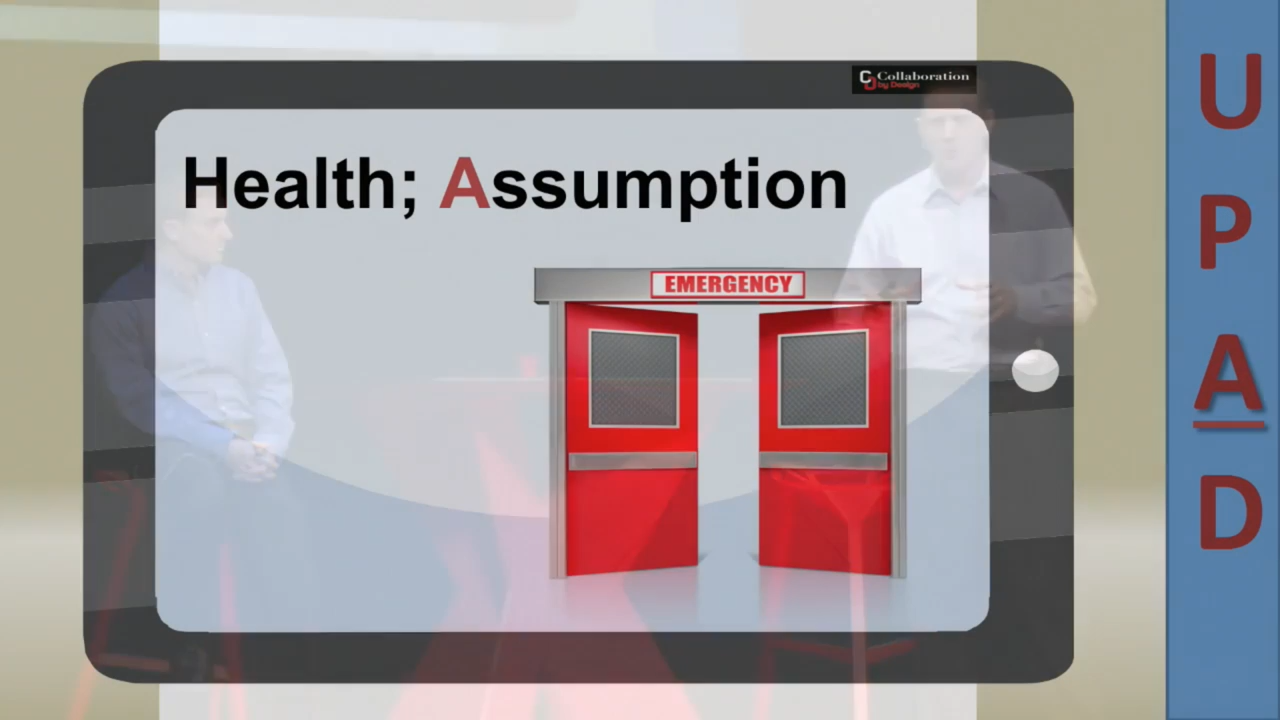 Collaboration
by Design
Health; Assumption
EMERGENCY
U
P
A
D